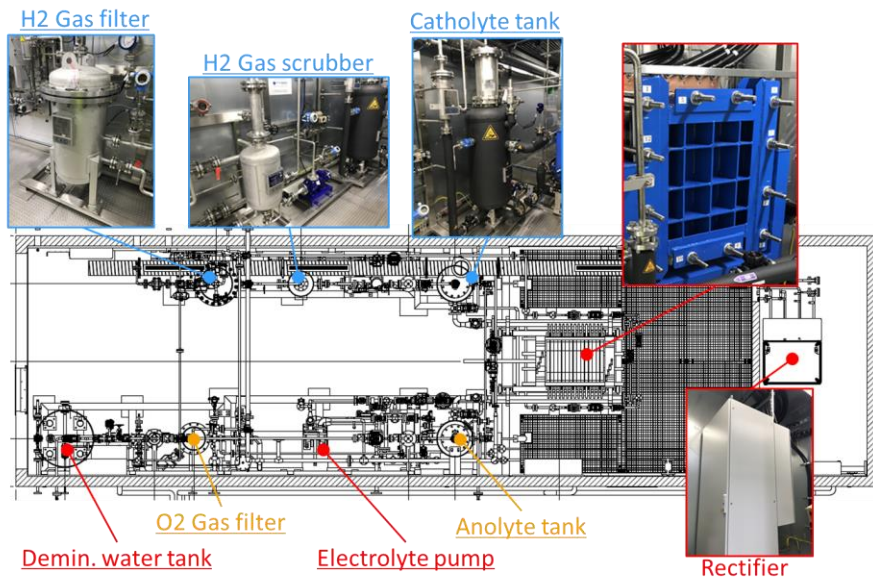 H2 Gas filter
H2 Gas scrubber
Catholyte tank
O2 Gas filter
Anolyte tank
Demin. water tank
Electrolyte pump
Rectifier